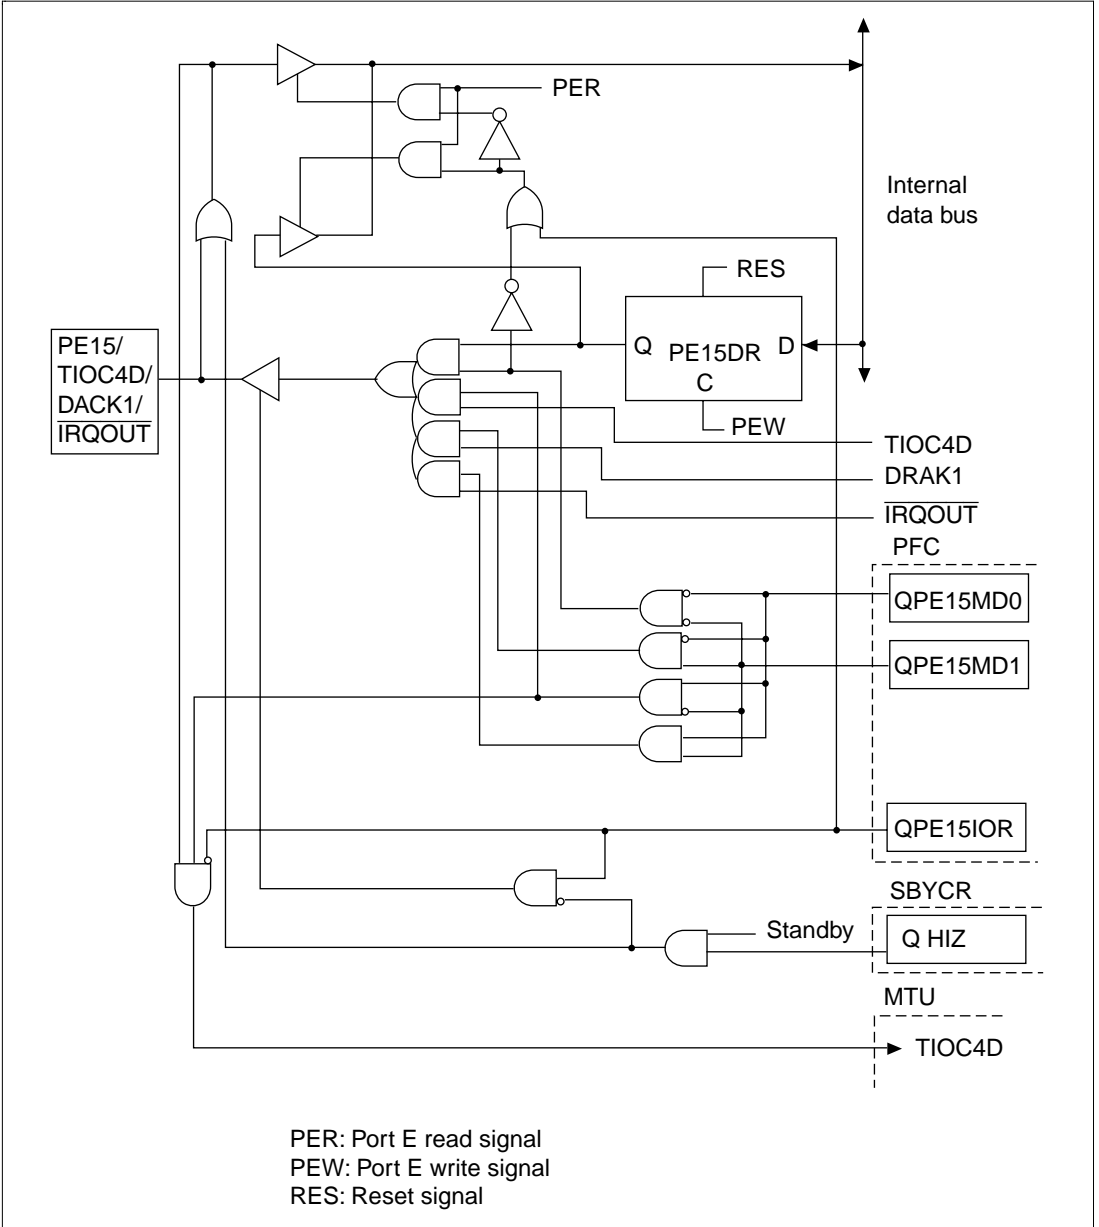 PER
Internal
data bus
RES
PE15/
TIOC4D/
DACK1/
IRQOUT
Q PE15DR D
C
PEW
TIOC4D
DRAK1
IRQOUT
PFC
QPE15MD0
QPE15MD1
QPE15IOR
SBYCR
Standby
Q HIZ
MTU
TIOC4D
PER: Port E read signal
PEW: Port E write signal
RES: Reset signal